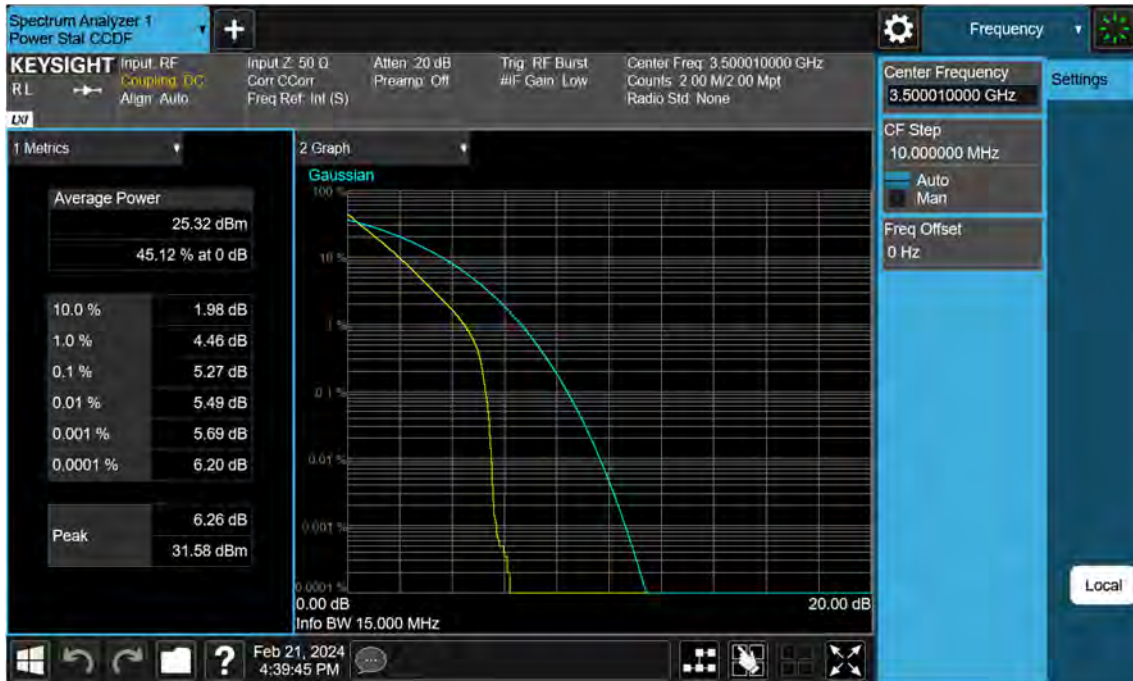 Spectrum Analyzer 1
Power Stat CCDF
+
Frequency
KEYSIGHT
RL
LXI
Input: RF
Coupling: DC
Align: Auto
Input Z: 50 Ω
Corr CCorr
Freq Ref: Int (S)
Atten: 20 dB
Preamp: Off
Trig: RF Burst
#IF Gain: Low
Center Freq: 3.500010000 GHz
Counts: 2.00 M/2.00 Mpt
Radio Std: None
Center Frequency
3.500010000 GHz
Settings
CF Step
10.000000 MHz
Auto
Man
Freq Offset
0 Hz
1 Metrics
Average Power
25.32 dBm
45.12 % at 0 dB
10.0 % 1.98 dB
1.0 % 4.46 dB
0.1 % 5.27 dB
0.01 % 5.49 dB
0.001 % 5.69 dB
0.0001 % 6.20 dB
Peak
6.26 dB
31.58 dBm
2 Graph
Gaussian
100 %
10 %
1 %
0.1 %
0.01 %
0.001 %
0.0001 %
0.00 dB 20.00 dB
Info BW 15.000 MHz
Local
?
Feb 21, 2024
4:39:45 PM